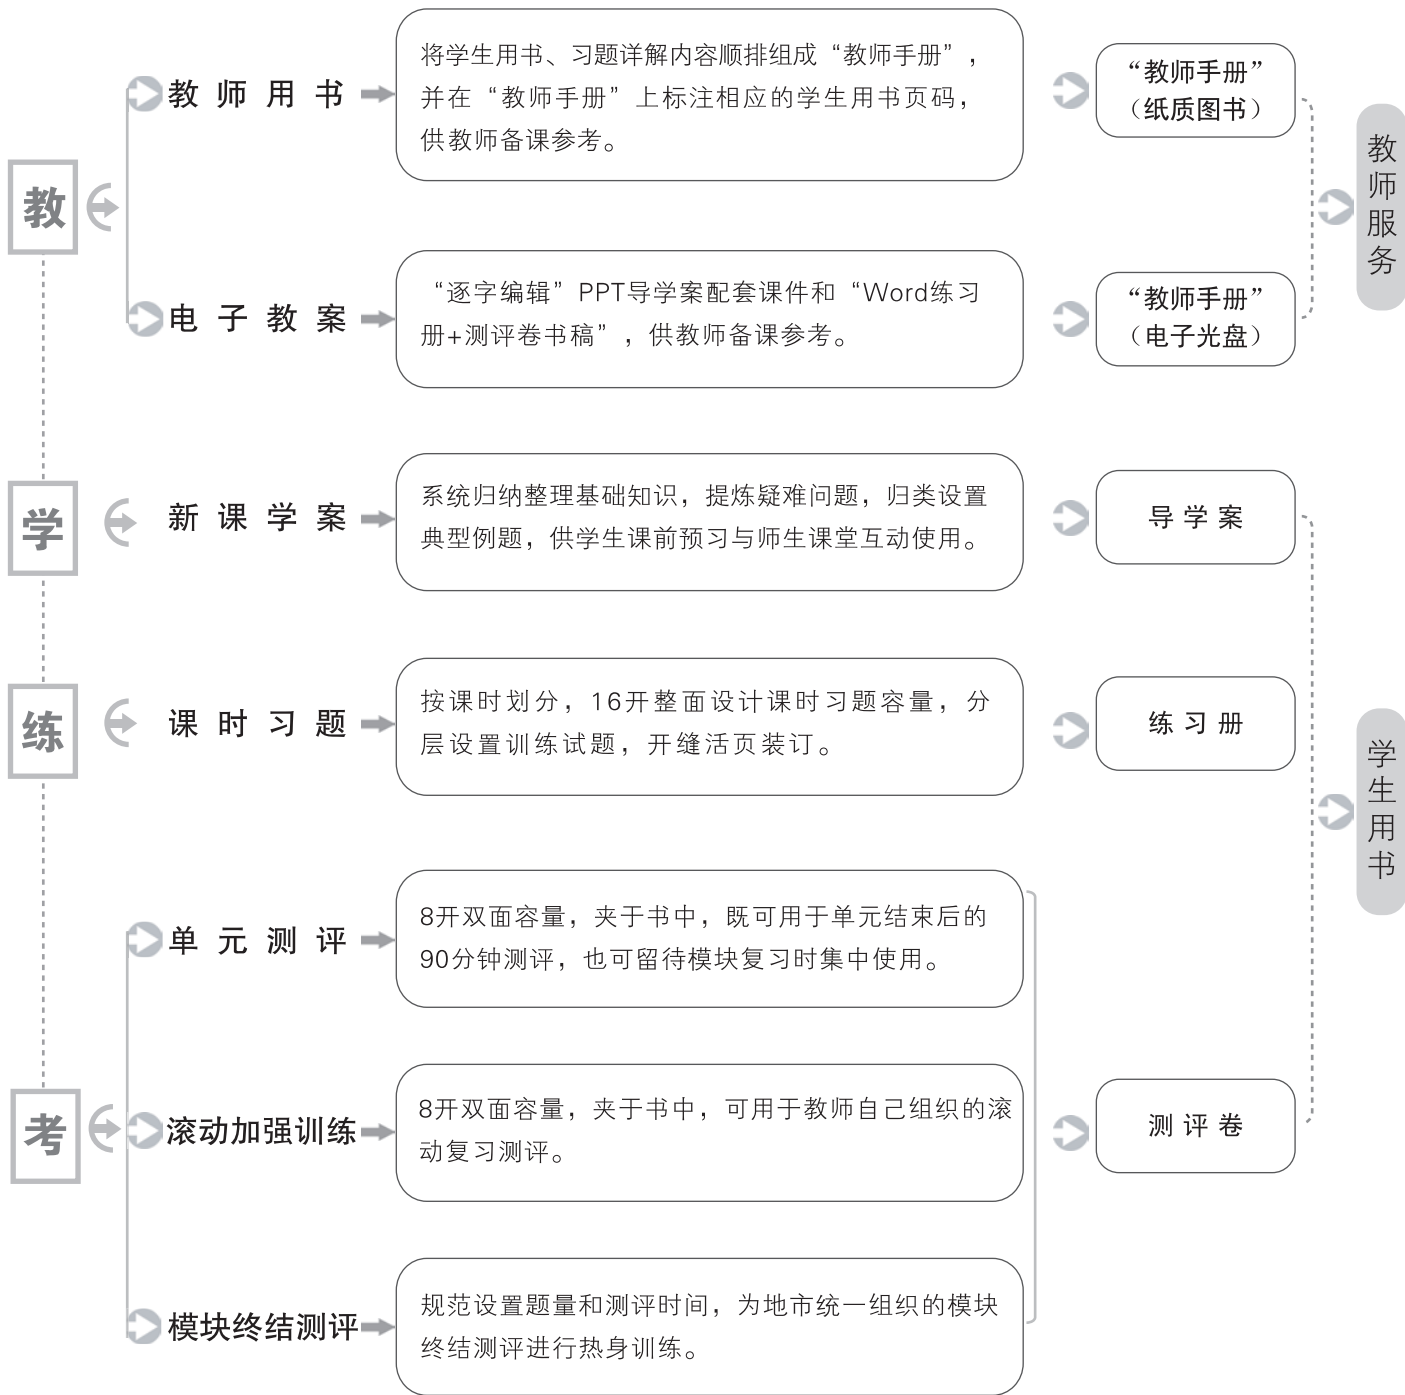 教
教师用书
将学生用书、习题详解内容顺排组成“教师手册”，
并在“教师手册”上标注相应的学生用书页码，
供教师备课参考。
“教师手册”
（纸质图书）
电子教案
“逐字编辑”PPT导学案配套课件和“Word练习
册+测评卷书稿”，供教师备课参考。
“教师手册”
（电子光盘）
教师服务
学
新课学案
系统归纳整理基础知识，提炼疑难问题，归类设置
典型例题，供学生课前预习与师生课堂互动使用。
导学案
练
课时习题
按课时划分，16开整面设计课时习题容量，分
层设置训练试题，开缝活页装订。
练习册
学生用书
考
单元测评
8开双面容量，夹于书中，既可用于单元结束后的
90分钟测评，也可留待模块复习时集中使用。
滚动加强训练
8开双面容量，夹于书中，可用于教师自己组织的滚
动复习测评。
测评卷
模块终结测评
规范设置题量和测评时间，为地市统一组织的模块
终结测评进行热身训练。